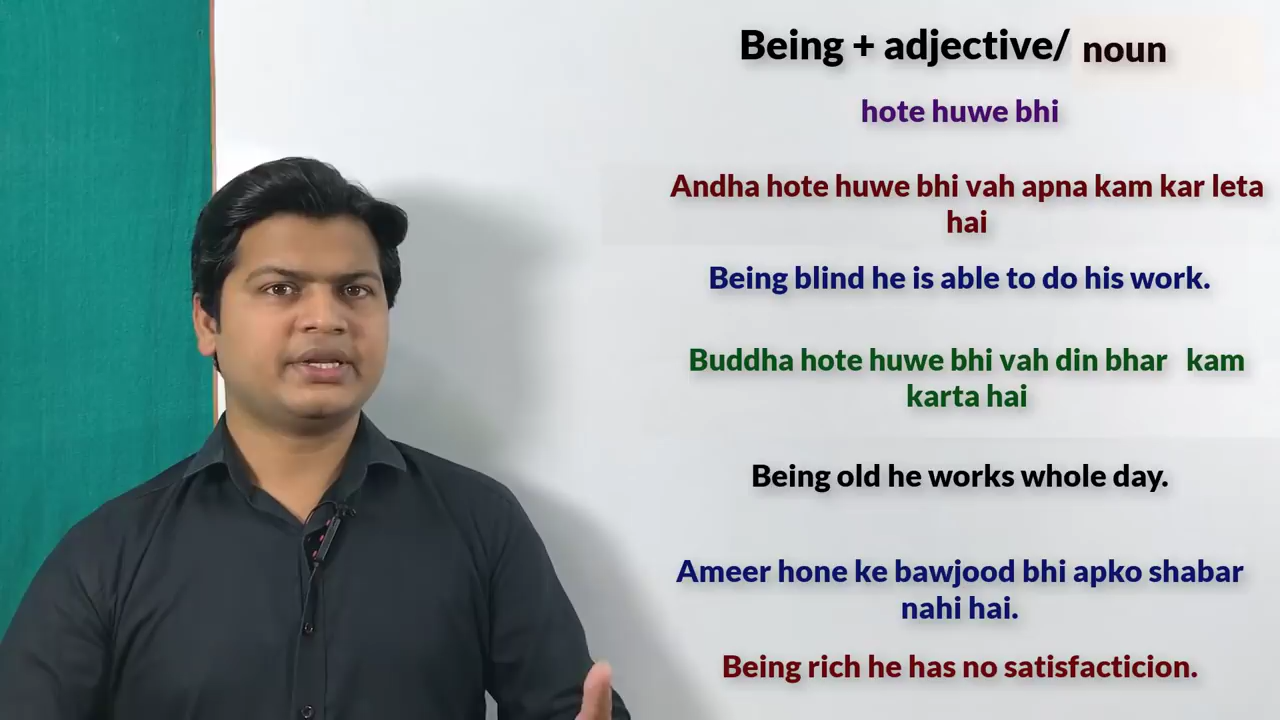 Being + adjective/ noun
hote huwe bhi
Andha hote huwe bhi vah apna kam kar leta
hai
Being blind he is able to do his work.
Buddha hote huwe bhi vah din bhar kam
karta hai
Being old he works whole day.
Ameer hone ke bawjood bhi apko shabar
nahi hai.
Being rich he has no satisfacticion.